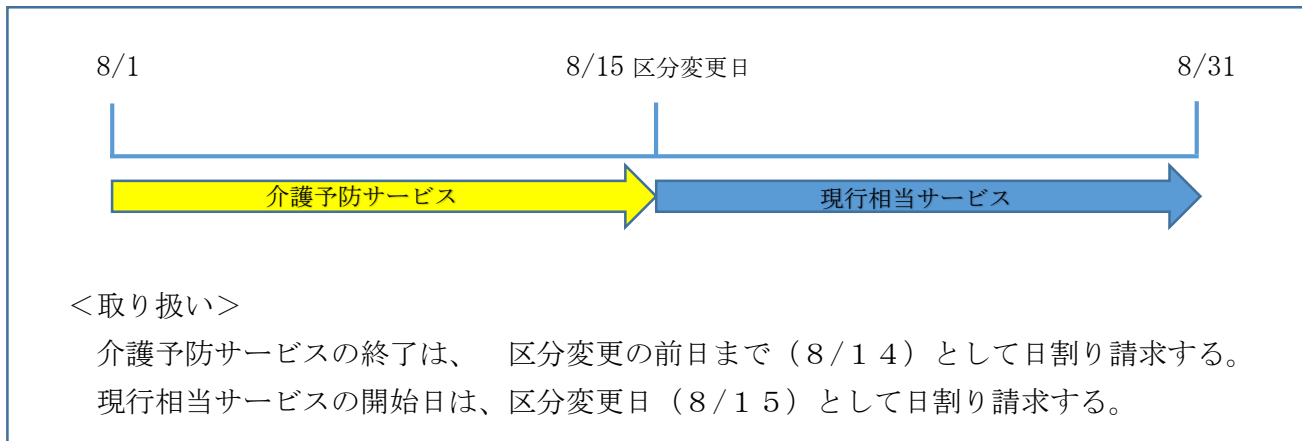 8/1 8/15 区分変更日 8/31
介護予防サービス 現行相当サービス
＜取り扱い＞
介護予防サービスの終了は、　区分変更の前日まで（８/１４）として日割り請求する。
現行相当サービスの開始日は、区分変更日（８/１５）として日割り請求する。